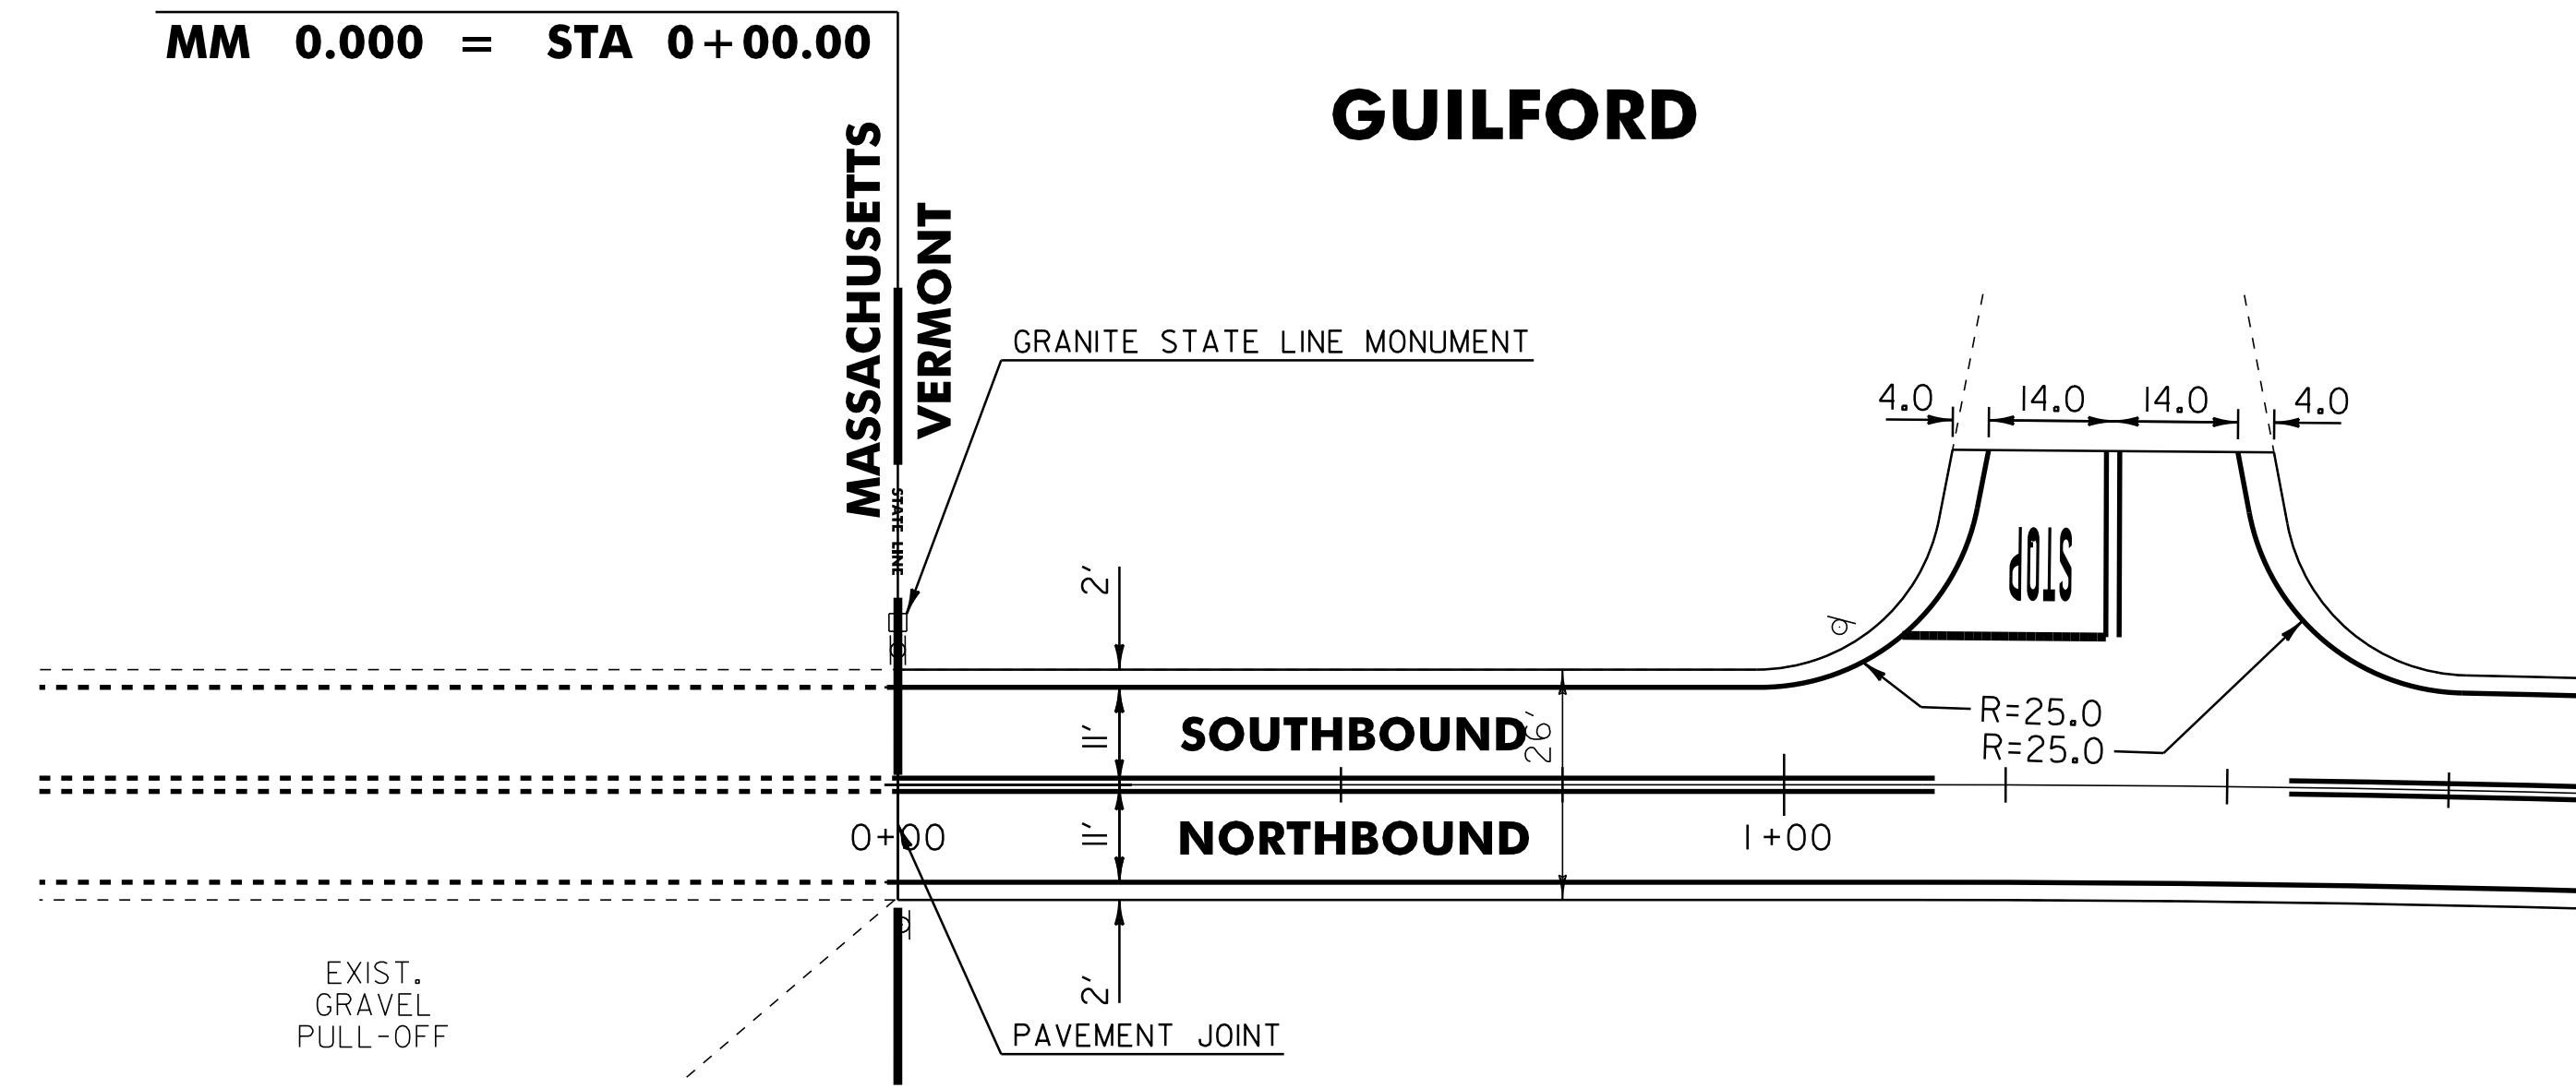 MM 0.000 = STA 0+00.00
GUILFORD
MASSACHUSETTS
VERMONT
STATE LINE
GRANITE STATE LINE MONUMENT
4.0 14.0 14.0 4.0
STOP
2'
R=25.0
R=25.0
11'
SOUTHBOUND
26'
0+00
11'
NORTHBOUND
1+00
EXIST.
GRAVEL
PULL-OFF
2'
PAVEMENT JOINT